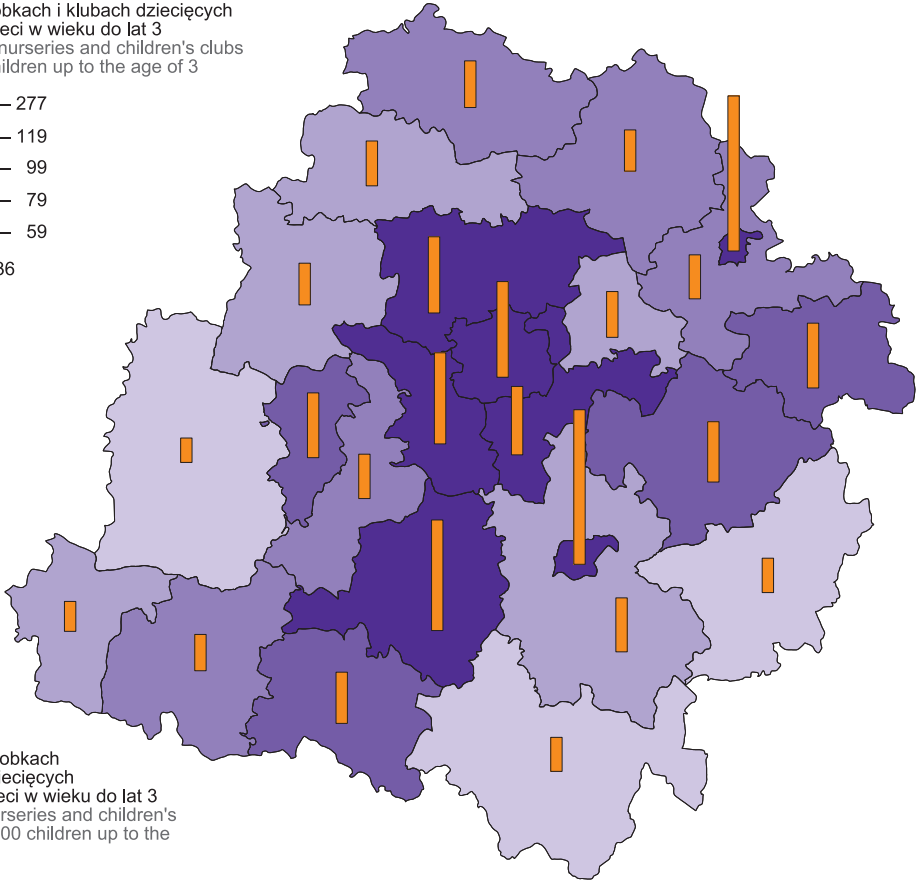 obkach i klubach dziecięcych
eci w wieku do lat 3
nurseries and children's clubs
ildren up to the age of 3
277
119
99
79
59
36
obkach
iecięcych
eci w wieku do lat 3
rseries and children's
00 children up to the